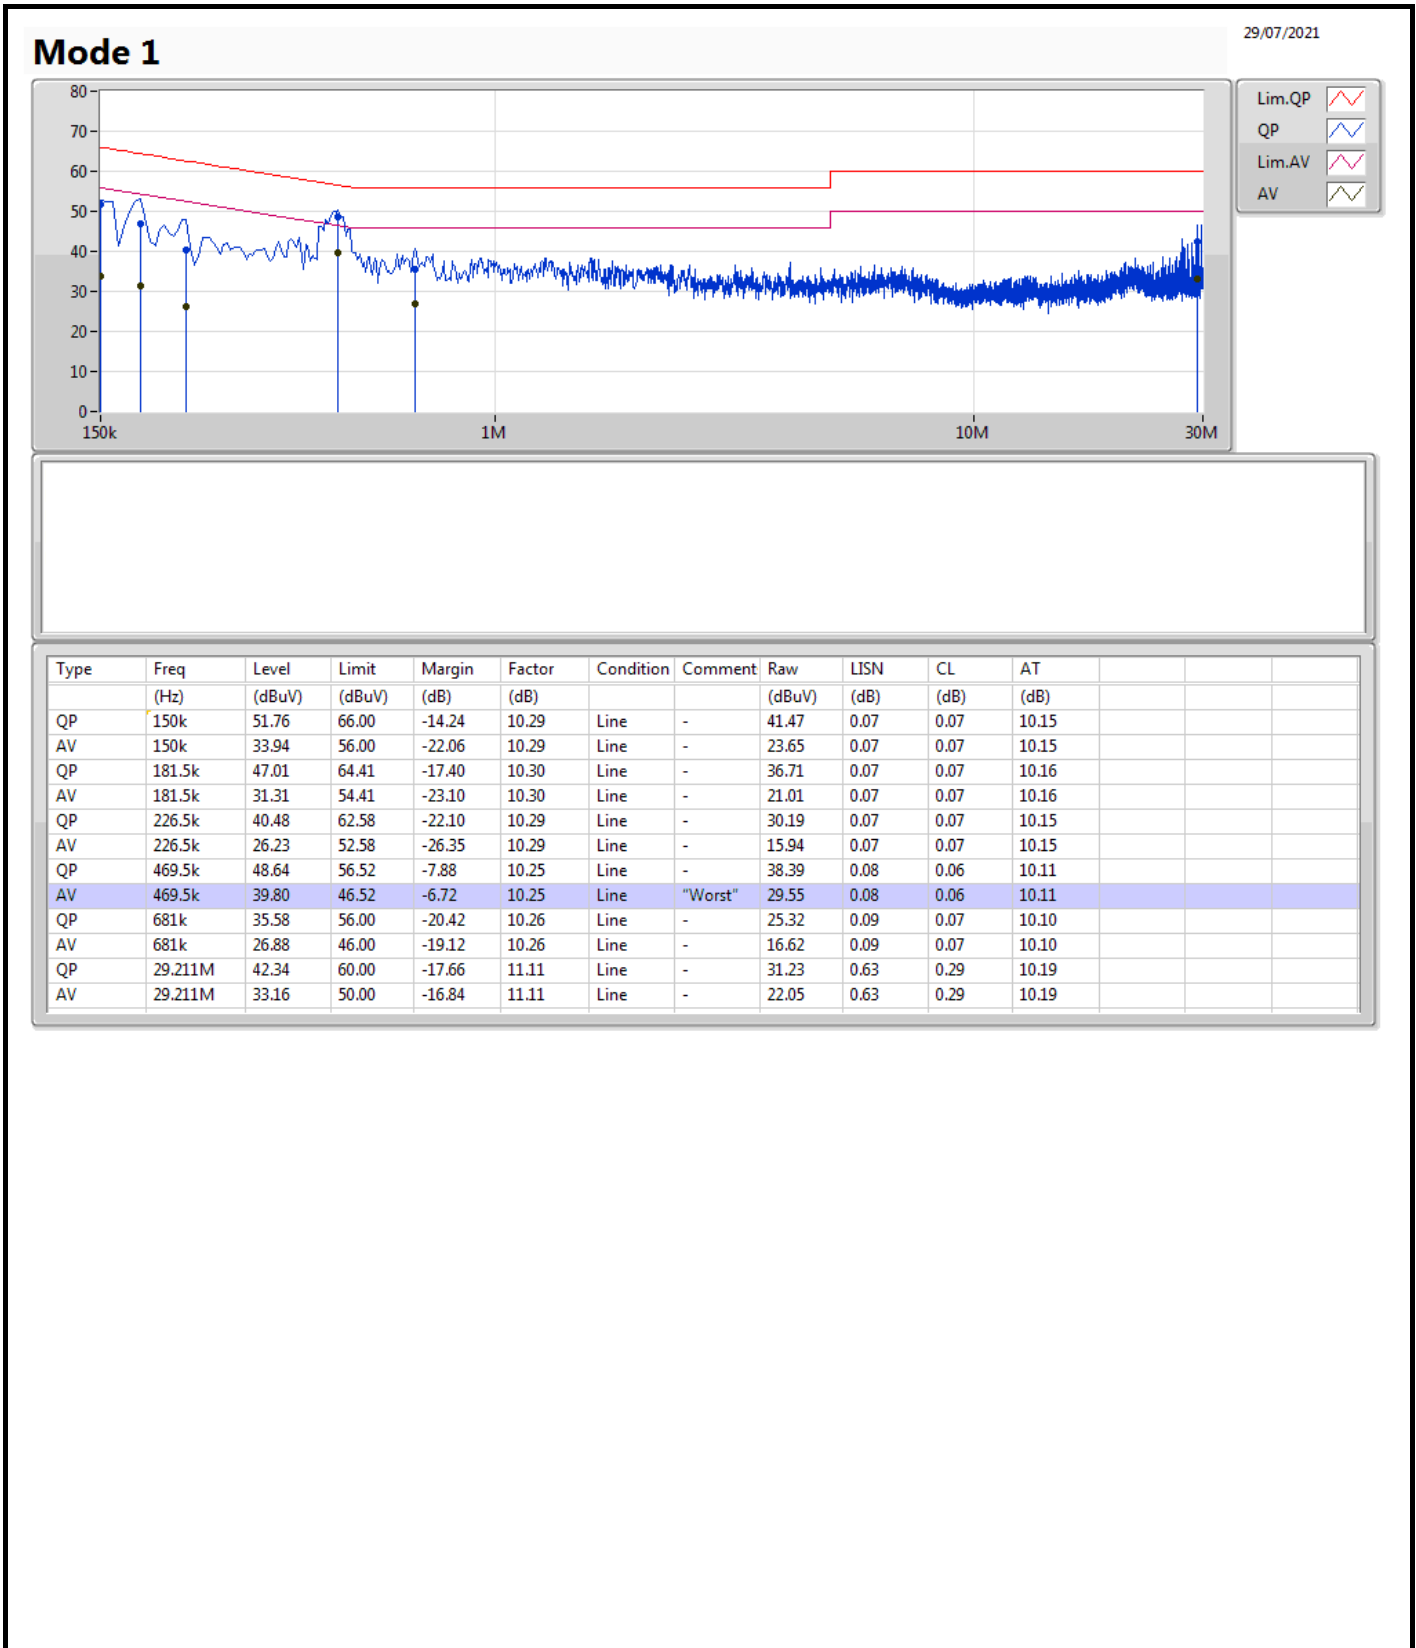 29/07/2021
Mode 1
80
70
60
50
40
30
20
10
0
150k 1M 10M 30M
Lim.QP
QP
Lim.AV
AV
Type Freq Level Limit Margin Factor Condition Comment Raw LISN CL AT
(Hz) (dBuV) (dBuV) (dB) (dB) (dBuV) (dB) (dB) (dB)
QP 150k 51.76 66.00 -14.24 10.29 Line - 41.47 0.07 0.07 10.15
AV 150k 33.94 56.00 -22.06 10.29 Line - 23.65 0.07 0.07 10.15
QP 181.5k 47.01 64.41 -17.40 10.30 Line - 36.71 0.07 0.07 10.16
AV 181.5k 31.31 54.41 -23.10 10.30 Line - 21.01 0.07 0.07 10.16
QP 226.5k 40.48 62.58 -22.10 10.29 Line - 30.19 0.07 0.07 10.15
AV 226.5k 26.23 52.58 -26.35 10.29 Line - 15.94 0.07 0.07 10.15
QP 469.5k 48.64 56.52 -7.88 10.25 Line - 38.39 0.08 0.06 10.11
AV 469.5k 39.80 46.52 -6.72 10.25 Line "Worst" 29.55 0.08 0.06 10.11
QP 681k 35.58 56.00 -20.42 10.26 Line - 25.32 0.09 0.07 10.10
AV 681k 26.88 46.00 -19.12 10.26 Line - 16.62 0.09 0.07 10.10
QP 29.211M 42.34 60.00 -17.66 11.11 Line - 31.23 0.63 0.29 10.19
AV 29.211M 33.16 50.00 -16.84 11.11 Line - 22.05 0.63 0.29 10.19